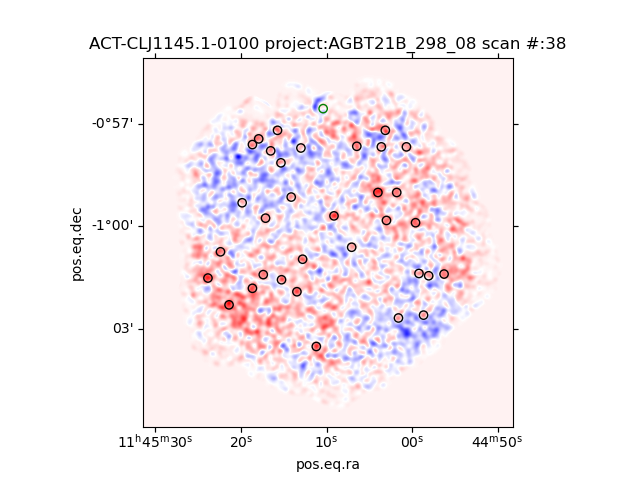 ACT-CLJ1145.1-0100 project:AGBT21B_298_08 scan #:38
-0°57'
-1°00'
03'
pos.eq.dec
11ʰ45ᵐ30ˢ 20ˢ 10ˢ 00ˢ 44ᵐ50ˢ
pos.eq.ra